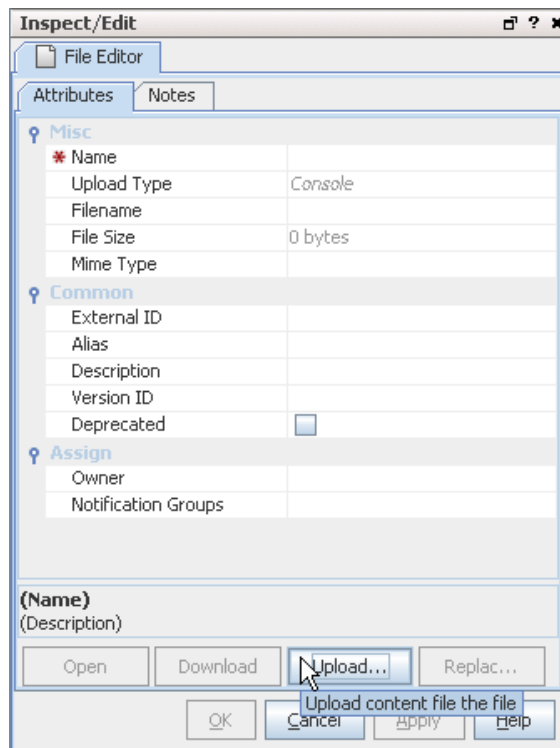 Inspect/Edit ?
File Editor
Attributes Notes
Misc
* Name
Upload Type Console
Filename
File Size 0 bytes
Mime Type
Common
External ID
Alias
Description
Version ID
Deprecated
Assign
Owner
Notification Groups
(Name)
(Description)
Open Download Upload... Replac...
Upload content file the file
OK Cancel Apply Help